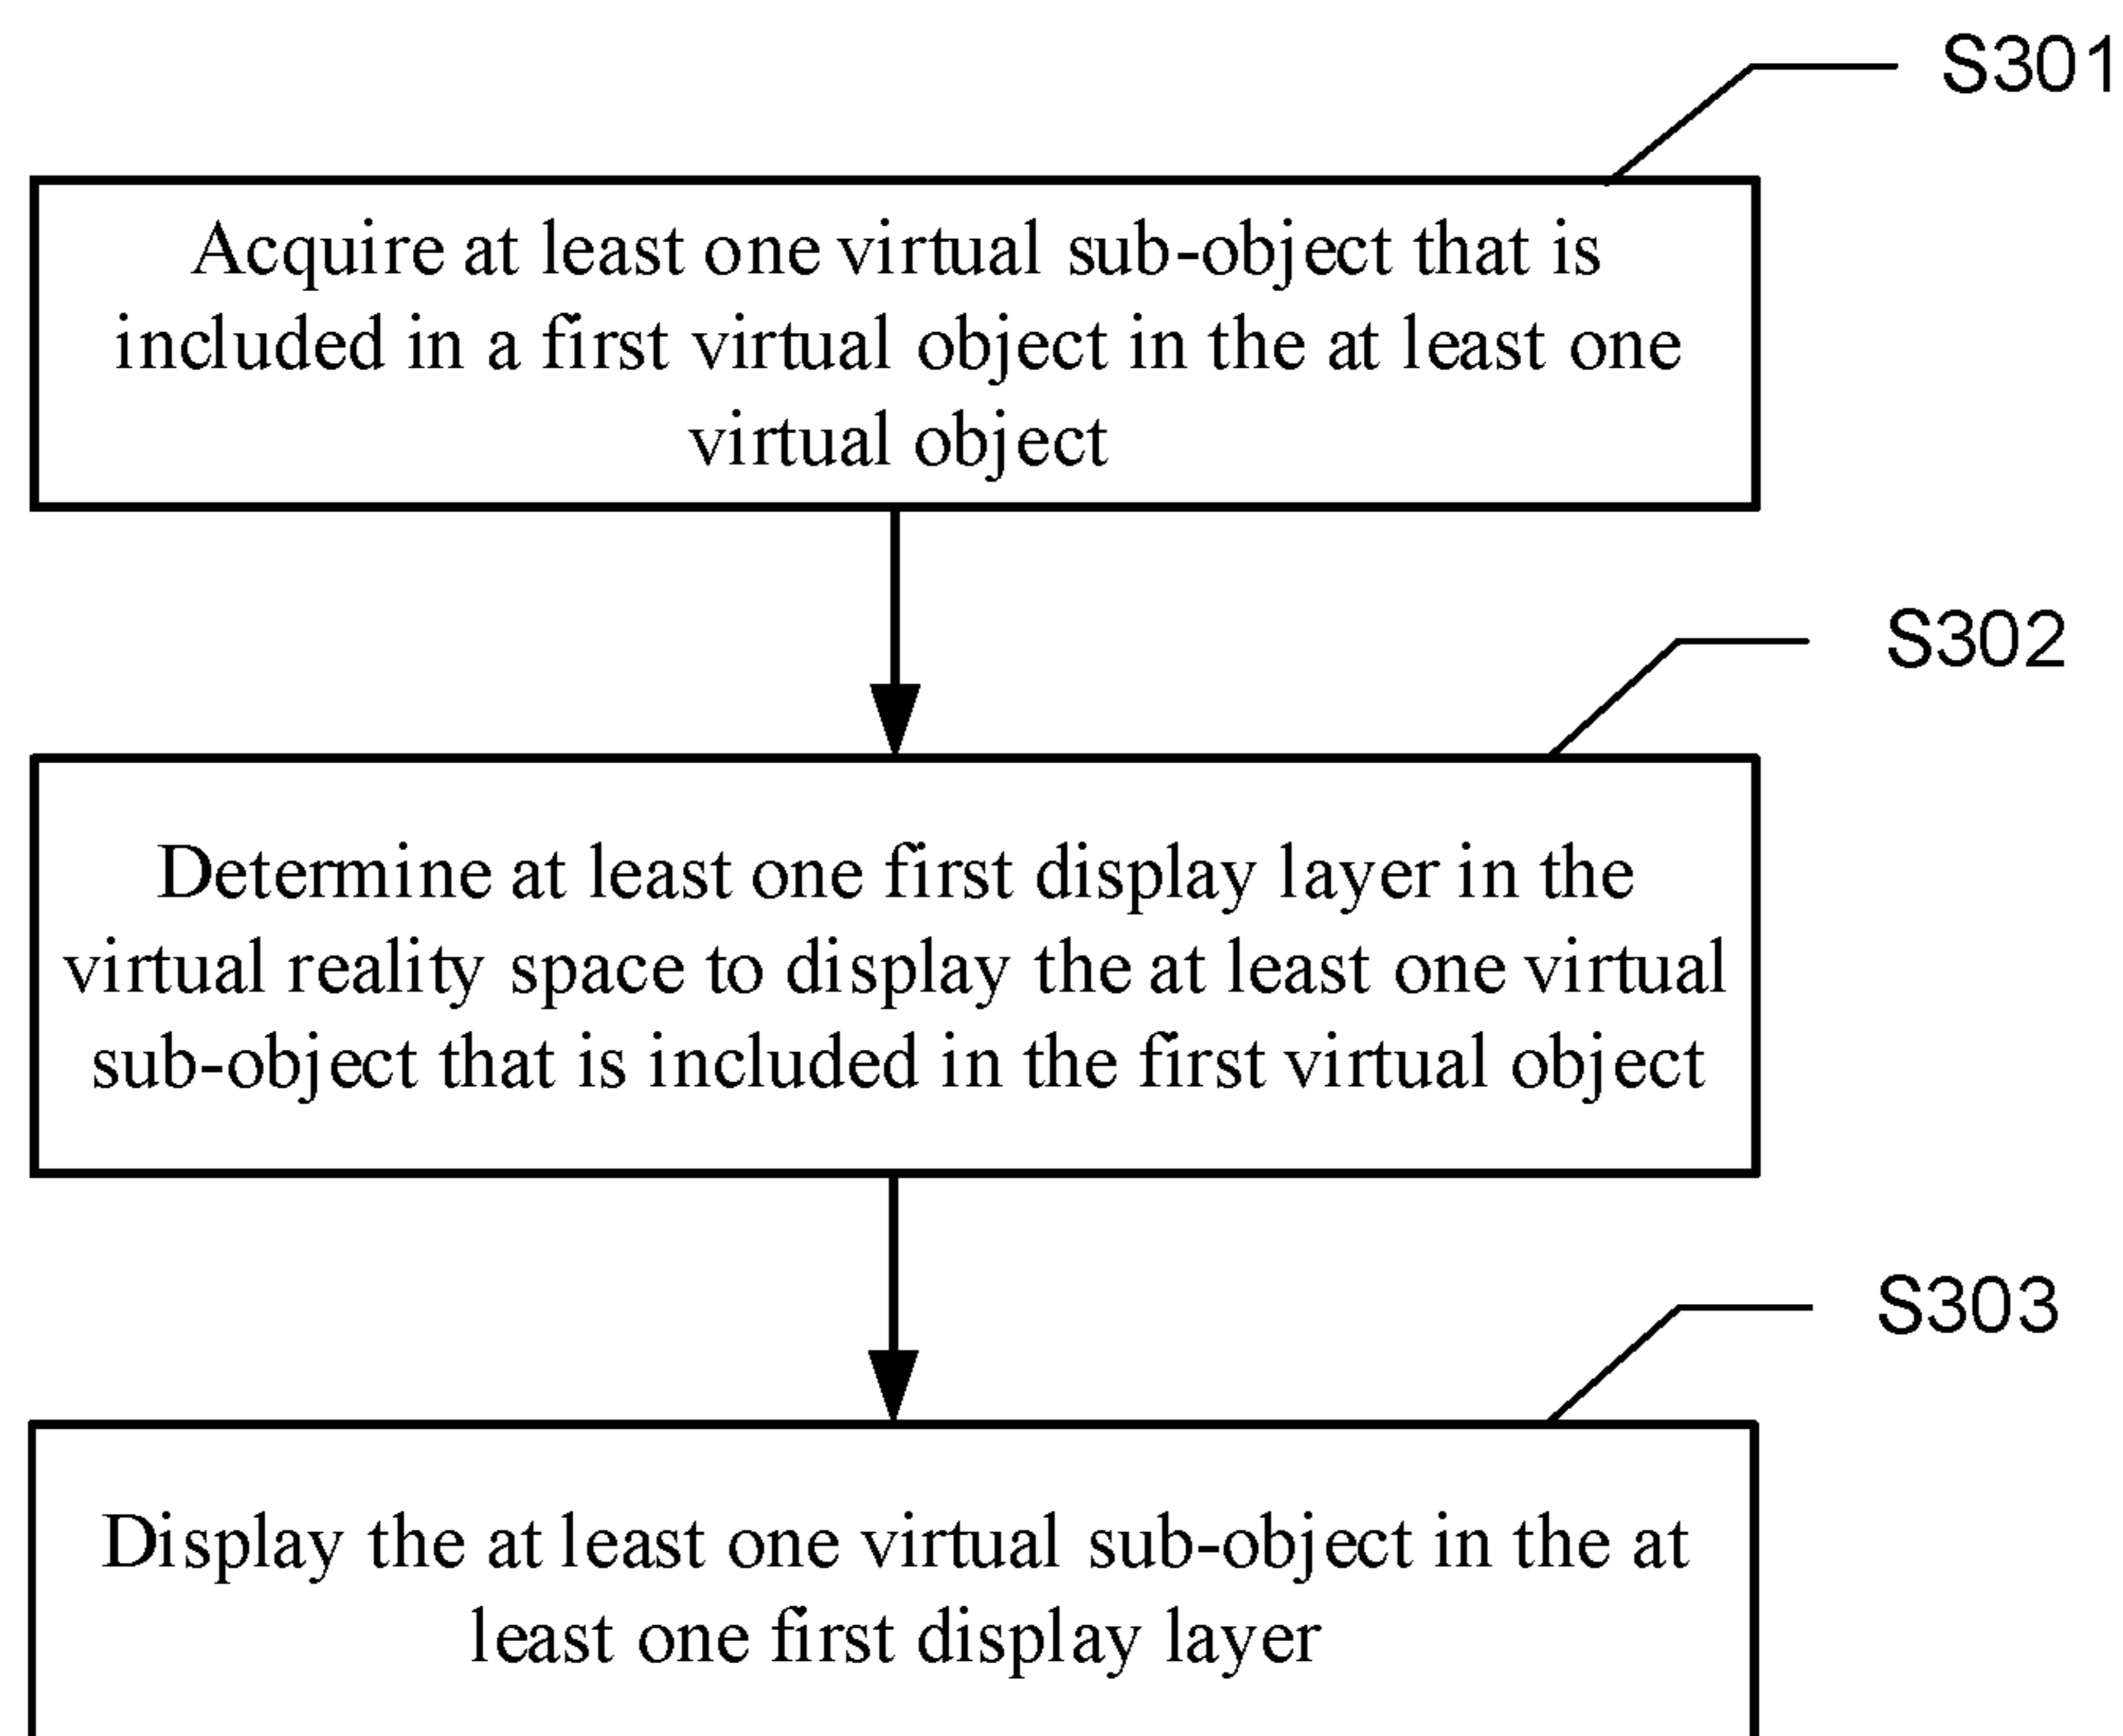 S301
Acquire at least one virtual sub-object that is
included in a first virtual object in the at least one
virtual object
S302
Determine at least one first display layer in the
virtual reality space to display the at least one virtual
sub-object that is included in the first virtual object
S303
Display the at least one virtual sub-object in the at
least one first display layer